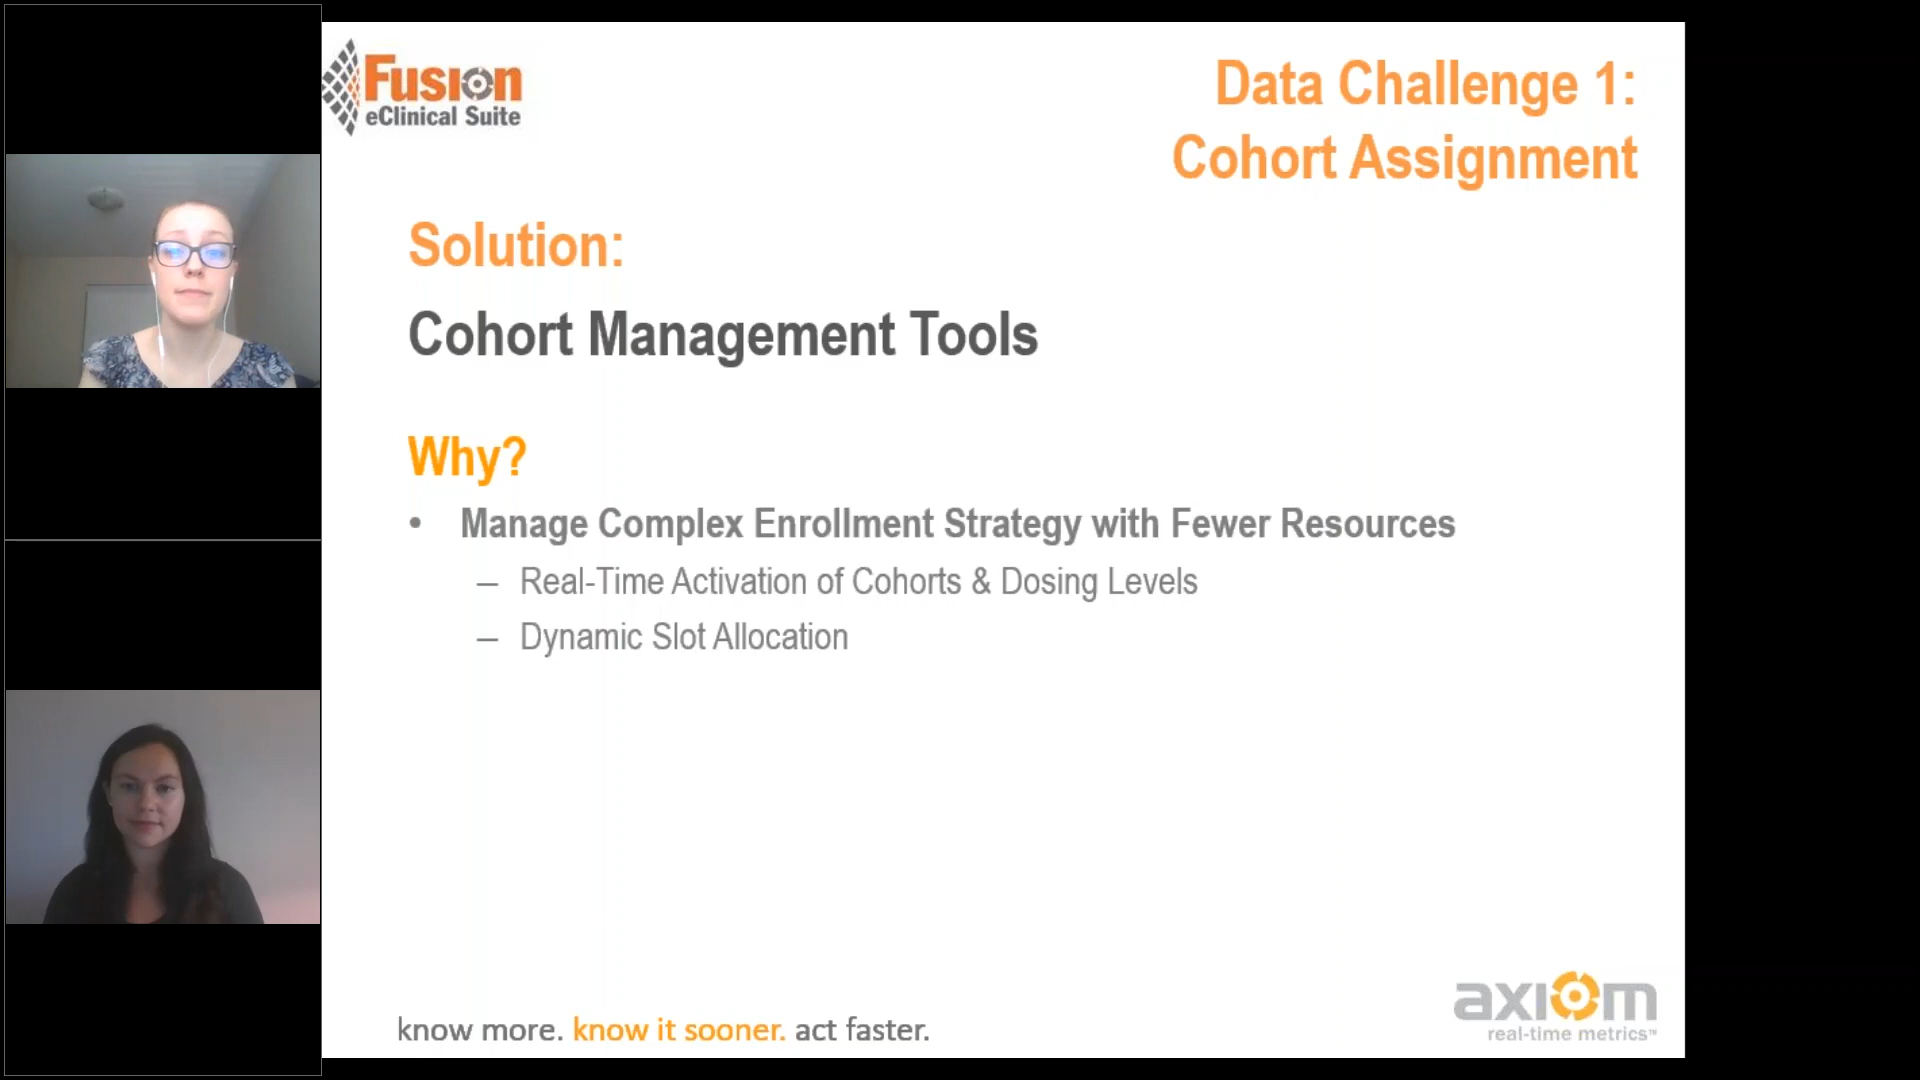 Fusion
eClinical Suite
Data Challenge 1:
Cohort Assignment
Solution:
Cohort Management Tools
Why?
• Manage Complex Enrollment Strategy with Fewer Resources
– Real-Time Activation of Cohorts & Dosing Levels
– Dynamic Slot Allocation
know more. know it sooner. act faster.
axiom
real-time metrics™